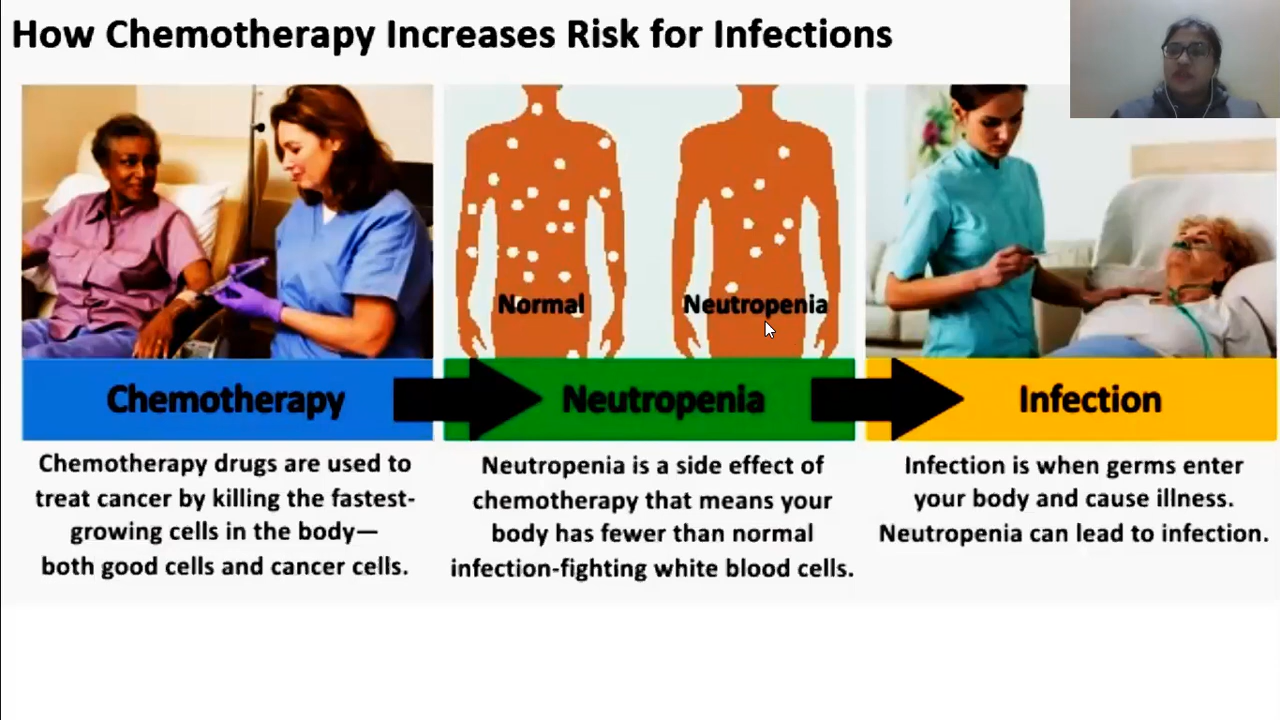 How Chemotherapy Increases Risk for Infections
Normal
Neutropenia
Chemotherapy
Neutropenia
Infection
Chemotherapy drugs are used to
treat cancer by killing the fastest-
growing cells in the body—
both good cells and cancer cells.
Neutropenia is a side effect of
chemotherapy that means your
body has fewer than normal
infection-fighting white blood cells.
Infection is when germs enter
your body and cause illness.
Neutropenia can lead to infection.